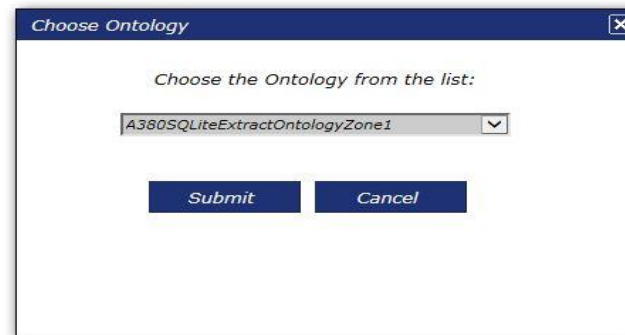 Choose Ontology
Choose the Ontology from the list:
A380SQLiteExtractOntologyZone1
Submit Cancel